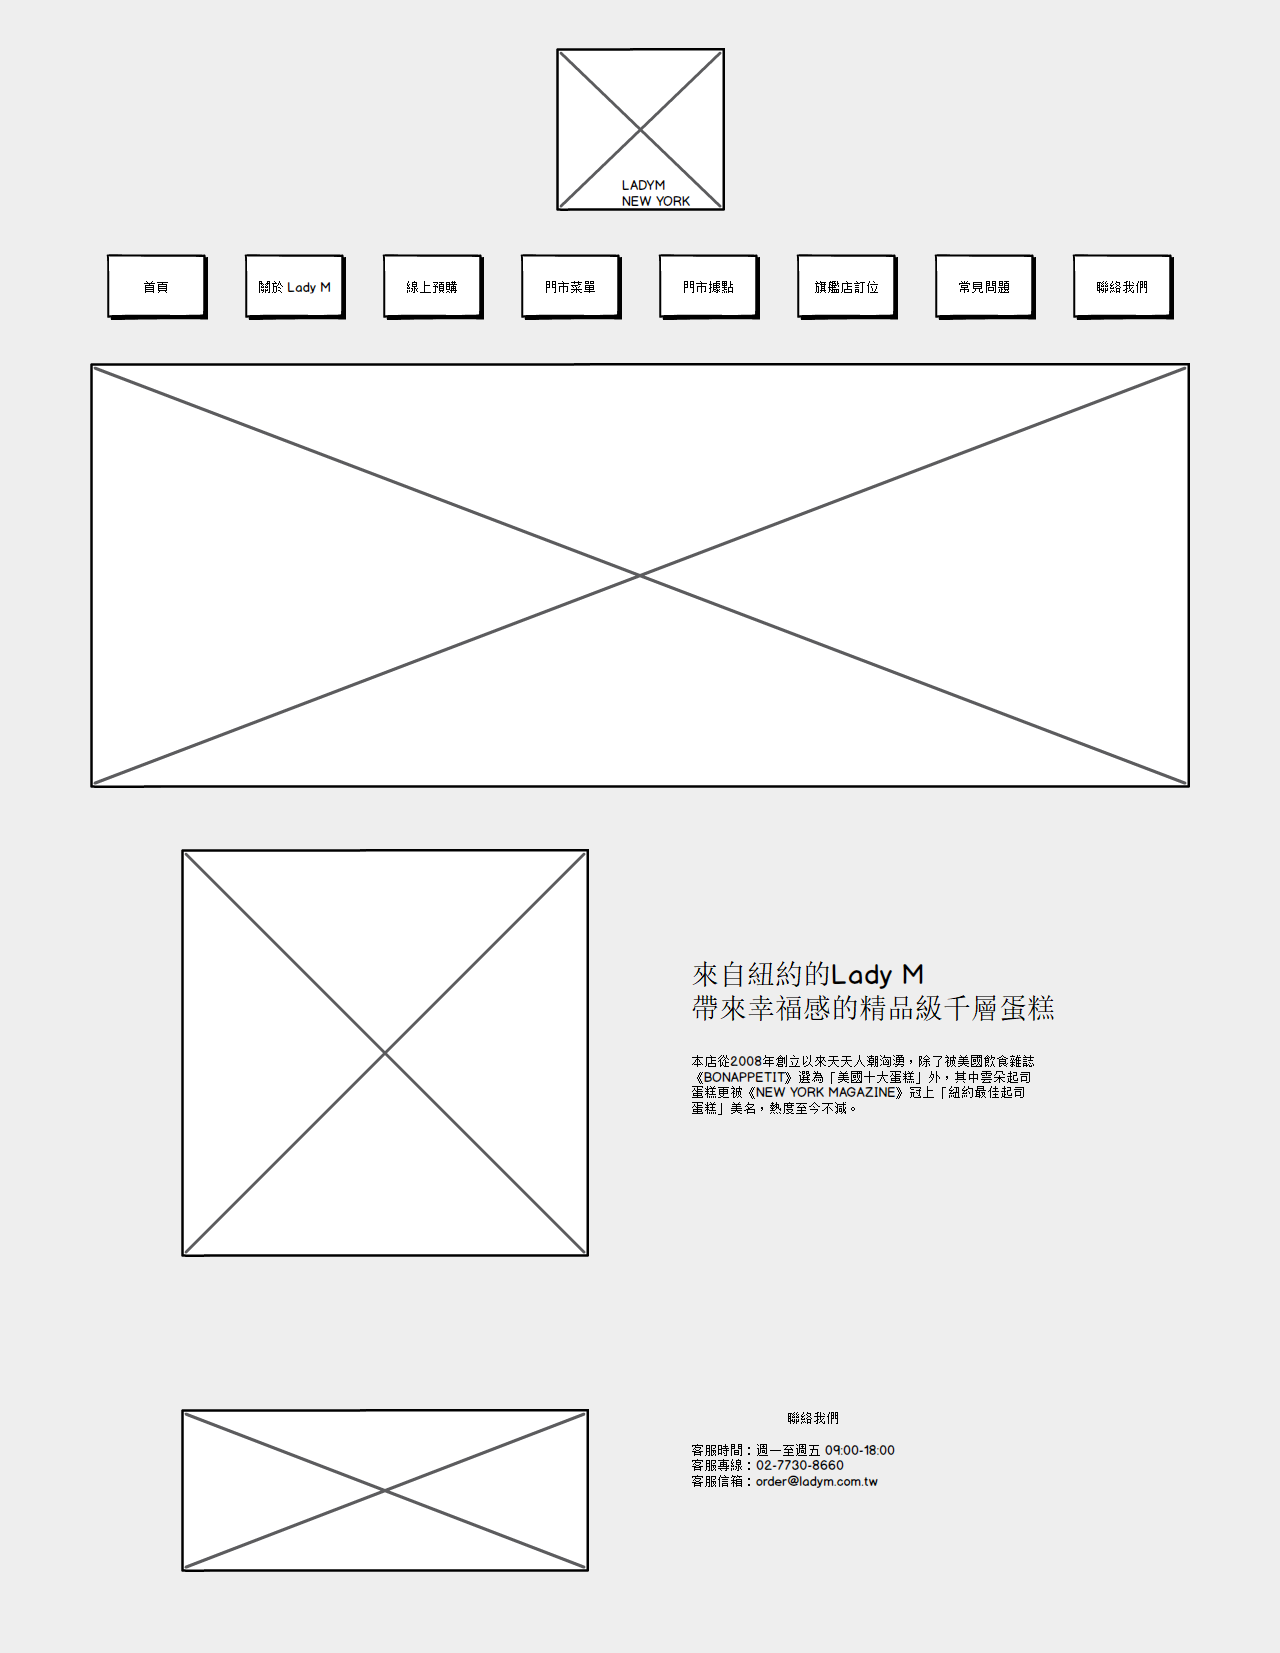 LADYM
NEW YORK
首頁
關於 Lady M
線上預購
門市菜單
門市據點
旗艦店訂位
常見問題
聯絡我們
來自紐約的Lady M
帶來幸福感的精品級千層蛋糕
本店從2008年創立以來天天人潮洶湧，除了被美國飲食雜誌
《BONAPPETIT》選為「美國十大蛋糕」外，其中雲朵起司
蛋糕更被《NEW YORK MAGAZINE》冠上「紐約最佳起司
蛋糕」美名，熱度至今不減。
聯絡我們
客服時間：週一至週五 09:00-18:00
客服專線：02-7730-8660
客服信箱：order@ladym.com.tw